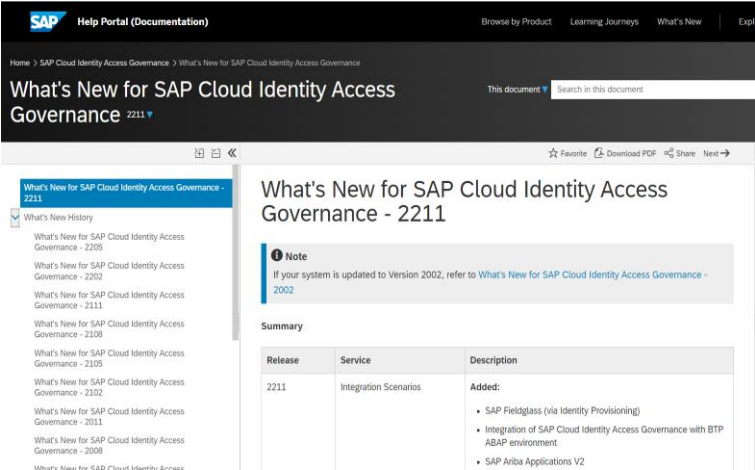 SAP Help Portal (Documentation)
Browse by Product Learning Journeys What's New Expl
Home > SAP Cloud Identity Access Governance > What's New for SAP Cloud Identity Access Governance
What's New for SAP Cloud Identity Access
Governance 2211
This document Search in this document
Favorite Download PDF Share Next
What's New for SAP Cloud Identity Access Governance -
2211
What's New History
What's New for SAP Cloud Identity Access
Governance - 2205
What's New for SAP Cloud Identity Access
Governance - 2202
What's New for SAP Cloud Identity Access
Governance - 2111
What's New for SAP Cloud Identity Access
Governance - 2108
What's New for SAP Cloud Identity Access
Governance - 2105
What's New for SAP Cloud Identity Access
Governance - 2102
What's New for SAP Cloud Identity Access
Governance - 2011
What's New for SAP Cloud Identity Access
Governance - 2008
What's New for SAP Cloud Identity Access
What's New for SAP Cloud Identity Access
Governance - 2211
Note
If your system is updated to Version 2002, refer to What's New for SAP Cloud Identity Access Governance -
2002
Summary
Release Service Description
2211 Integration Scenarios Added:
• SAP Fieldglass (via Identity Provisioning)
• Integration of SAP Cloud Identity Access Governance with BTP
ABAP environment
• SAP Ariba Applications V2